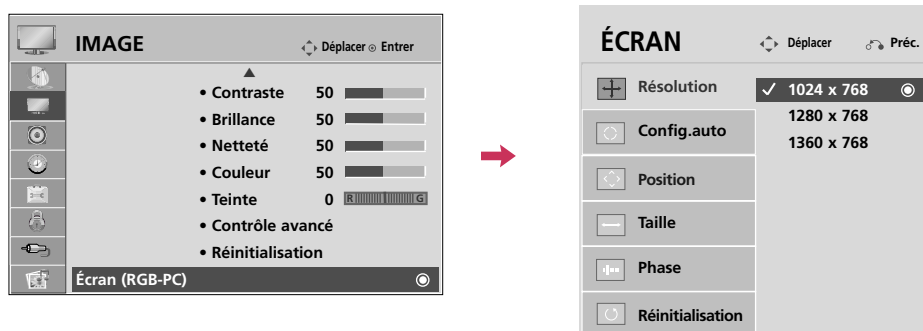 IMAGE
Déplacer Entrer
• Contraste 50
• Brillance 50
• Netteté 50
• Couleur 50
• Teinte 0 R G
• Contrôle avancé
• Réinitialisation
Écran (RGB-PC)
ÉCRAN
Déplacer Préc.
Résolution
Config.auto
Position
Taille
Phase
Réinitialisation
✓ 1024 x 768
1280 x 768
1360 x 768